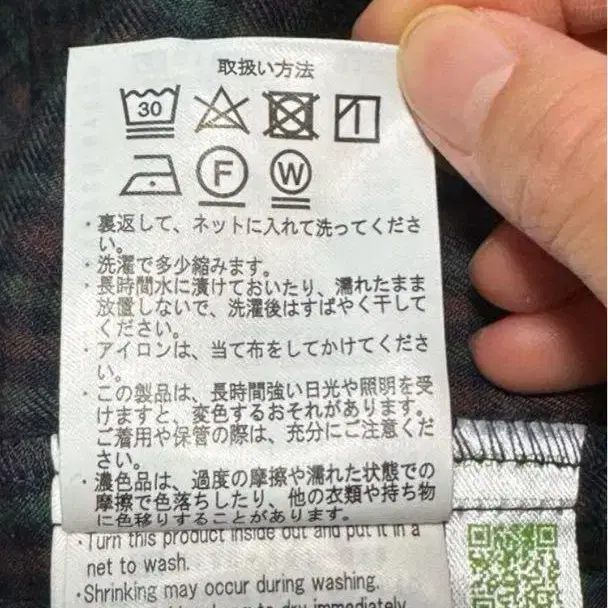 取扱い方法
30
F
W
・裏返して、ネットに入れて洗ってくださ
い。
・洗濯で多少縮みます。
・長時間水に漬けておいたり、濡れたまま
放置しないで、洗濯後はすばやく干して
ください。
・アイロンは、当て布をしてかけてくださ
い。
・この製品は、長時間強い日光や照明を受
けますと、変色するおそれがあります。
ご着用や保管の際は、充分にご注意くだ
さい。
・濃色品は、過度の摩擦や濡れた状態での
摩擦で色落ちしたり、他の衣類や持ち物
に色移りすることがあります。
・Turn this product inside out and put it in a
net to wash.
・Shrinking may occur during washing.
to dry immediately